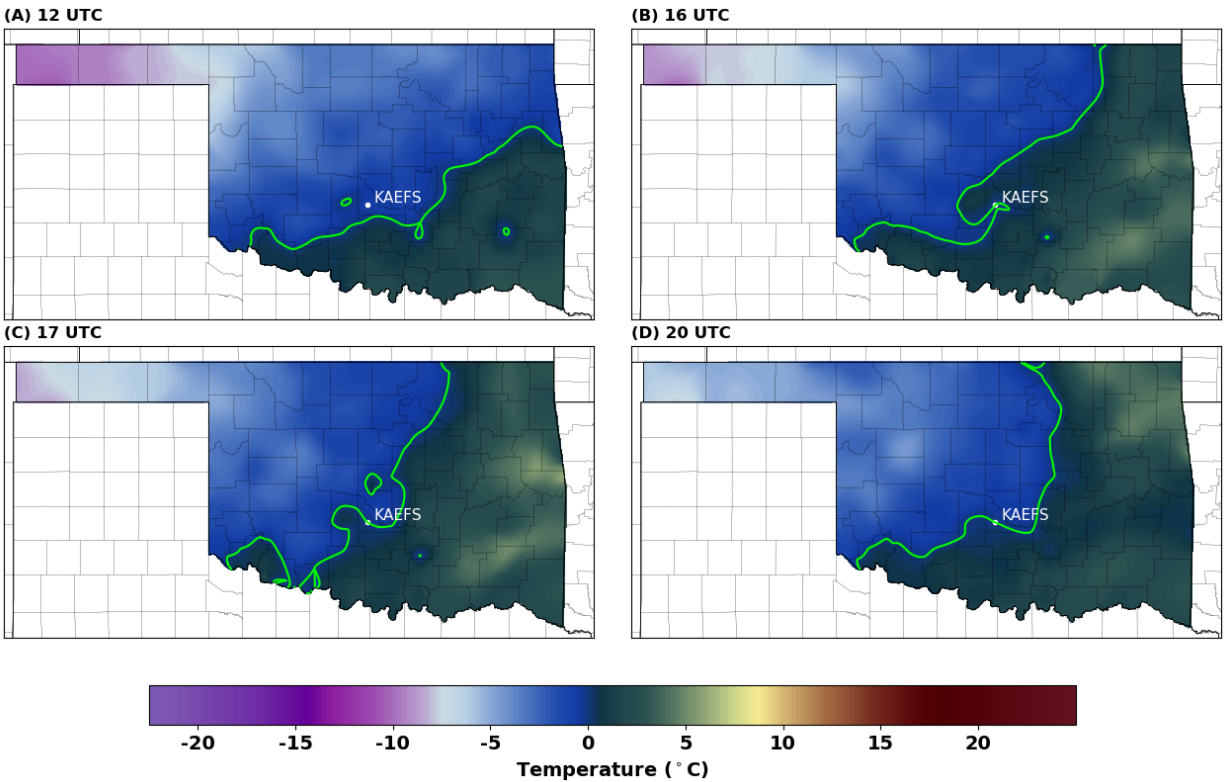 (A) 12 UTC
(B) 16 UTC
KAEFS
KAEFS
(C) 17 UTC
(D) 20 UTC
KAEFS
KAEFS
-20 -15 -10 -5 0 5 10 15 20
Temperature (°C)